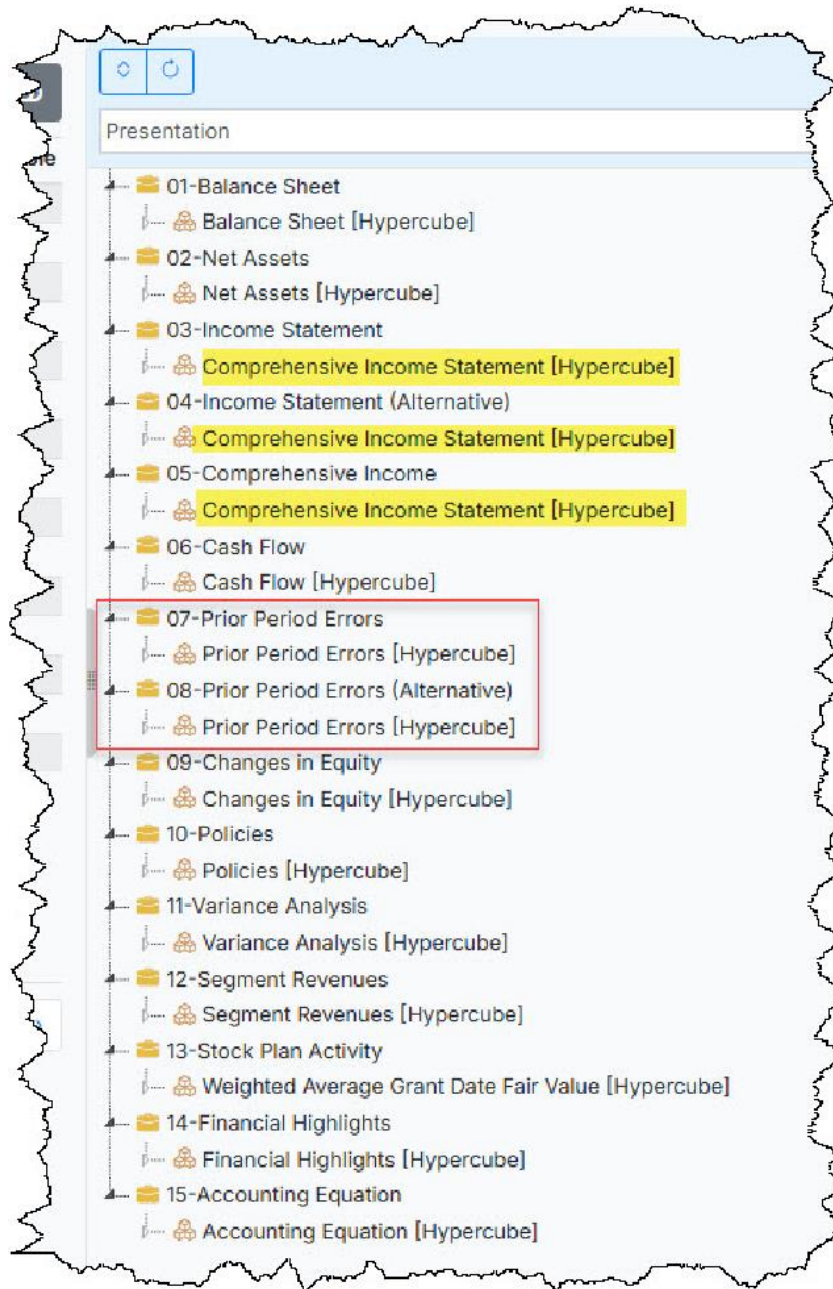 Presentation
01-Balance Sheet
Balance Sheet [Hypercube]
02-Net Assets
Net Assets [Hypercube]
03-Income Statement
Comprehensive Income Statement [Hypercube]
04-Income Statement (Alternative)
Comprehensive Income Statement [Hypercube]
05-Comprehensive Income
Comprehensive Income Statement [Hypercube]
06-Cash Flow
Cash Flow [Hypercube]
07-Prior Period Errors
Prior Period Errors [Hypercube]
08-Prior Period Errors (Alternative)
Prior Period Errors [Hypercube]
09-Changes in Equity
Changes in Equity [Hypercube]
10-Policies
Policies [Hypercube]
11-Variance Analysis
Variance Analysis [Hypercube]
12-Segment Revenues
Segment Revenues [Hypercube]
13-Stock Plan Activity
Weighted Average Grant Date Fair Value [Hypercube]
14-Financial Highlights
Financial Highlights [Hypercube]
15-Accounting Equation
Accounting Equation [Hypercube]